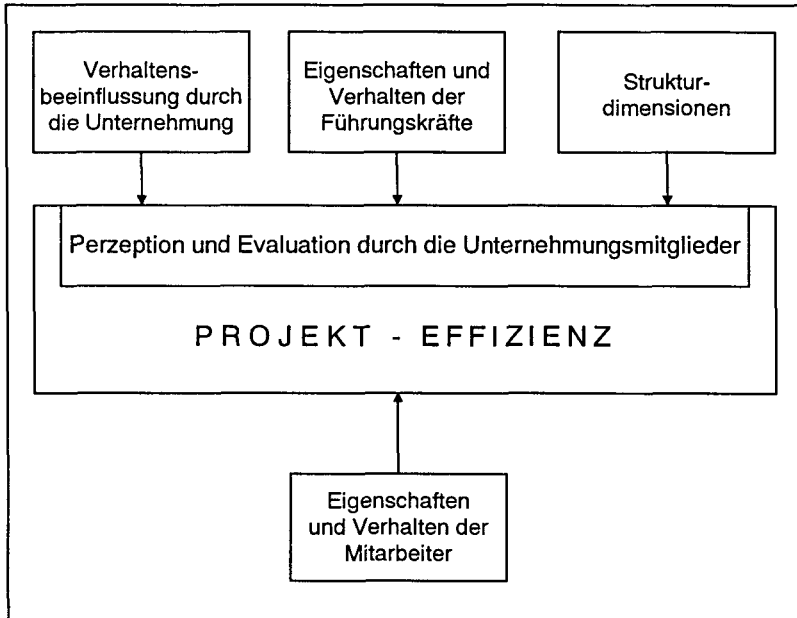 Verhaltens-
beeinflussung durch
die Unternehmung
Eigenschaften und
Verhalten der
Führungskräfte
Struktur-
dimensionen
Perzeption und Evaluation durch die Unternehmungsmitglieder
PROJEKT - EFFIZIENZ
Eigenschaften
und Verhalten der
Mitarbeiter